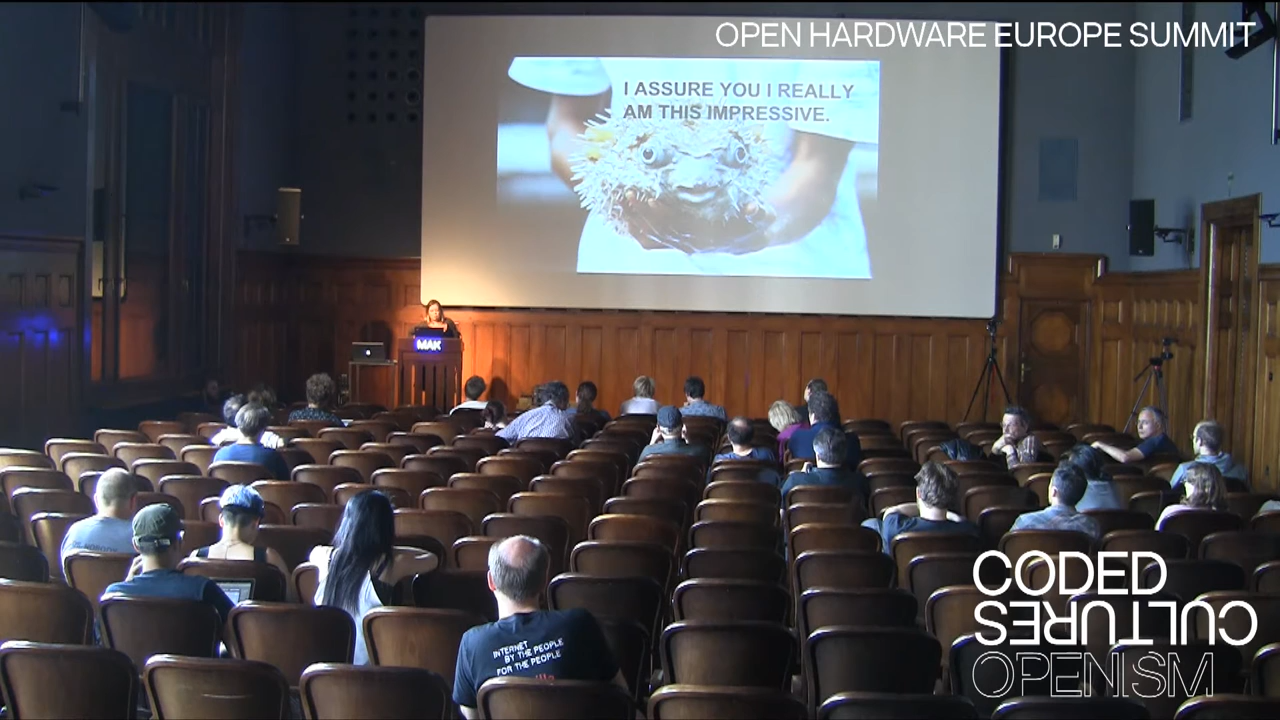 OPEN HARDWARE EUROPE SUMMIT
I ASSURE YOU I REALLY
AM THIS IMPRESSIVE.
MAK
INTERNET
BY THE PEOPLE
FOR THE PEOPLE
CODED
CULTURES
OPENISM